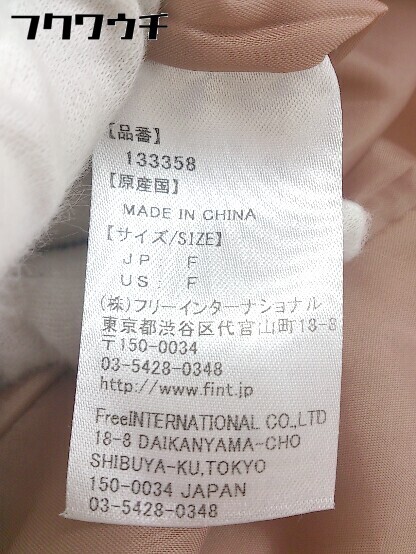 フクワウチ
【品番】
133358
【原産国】
MADE IN CHINA
【サイズ/SIZE】
JP: F
US: F
(株)フリーインターナショナル
東京都渋谷区代官山町18-8
〒150-0034
03-5428-0348
http://www.fint.jp
FreeINTERNATIONAL CO.,LTD
18-8 DAIKANYAMA-CHO
SHIBUYA-KU,TOKYO
150-0034 JAPAN
03-5428-0348